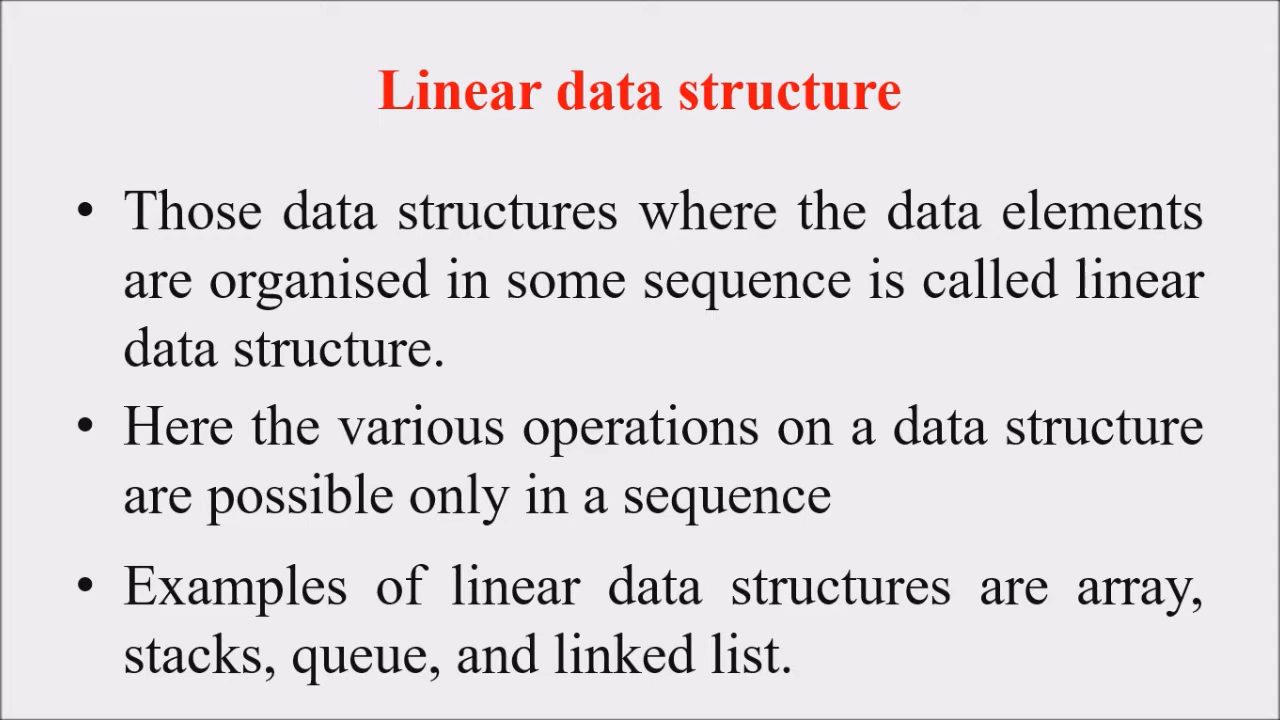 Linear data structure
• Those data structures where the data elements
are organised in some sequence is called linear
data structure.
• Here the various operations on a data structure
are possible only in a sequence
• Examples of linear data structures are array,
stacks, queue, and linked list.